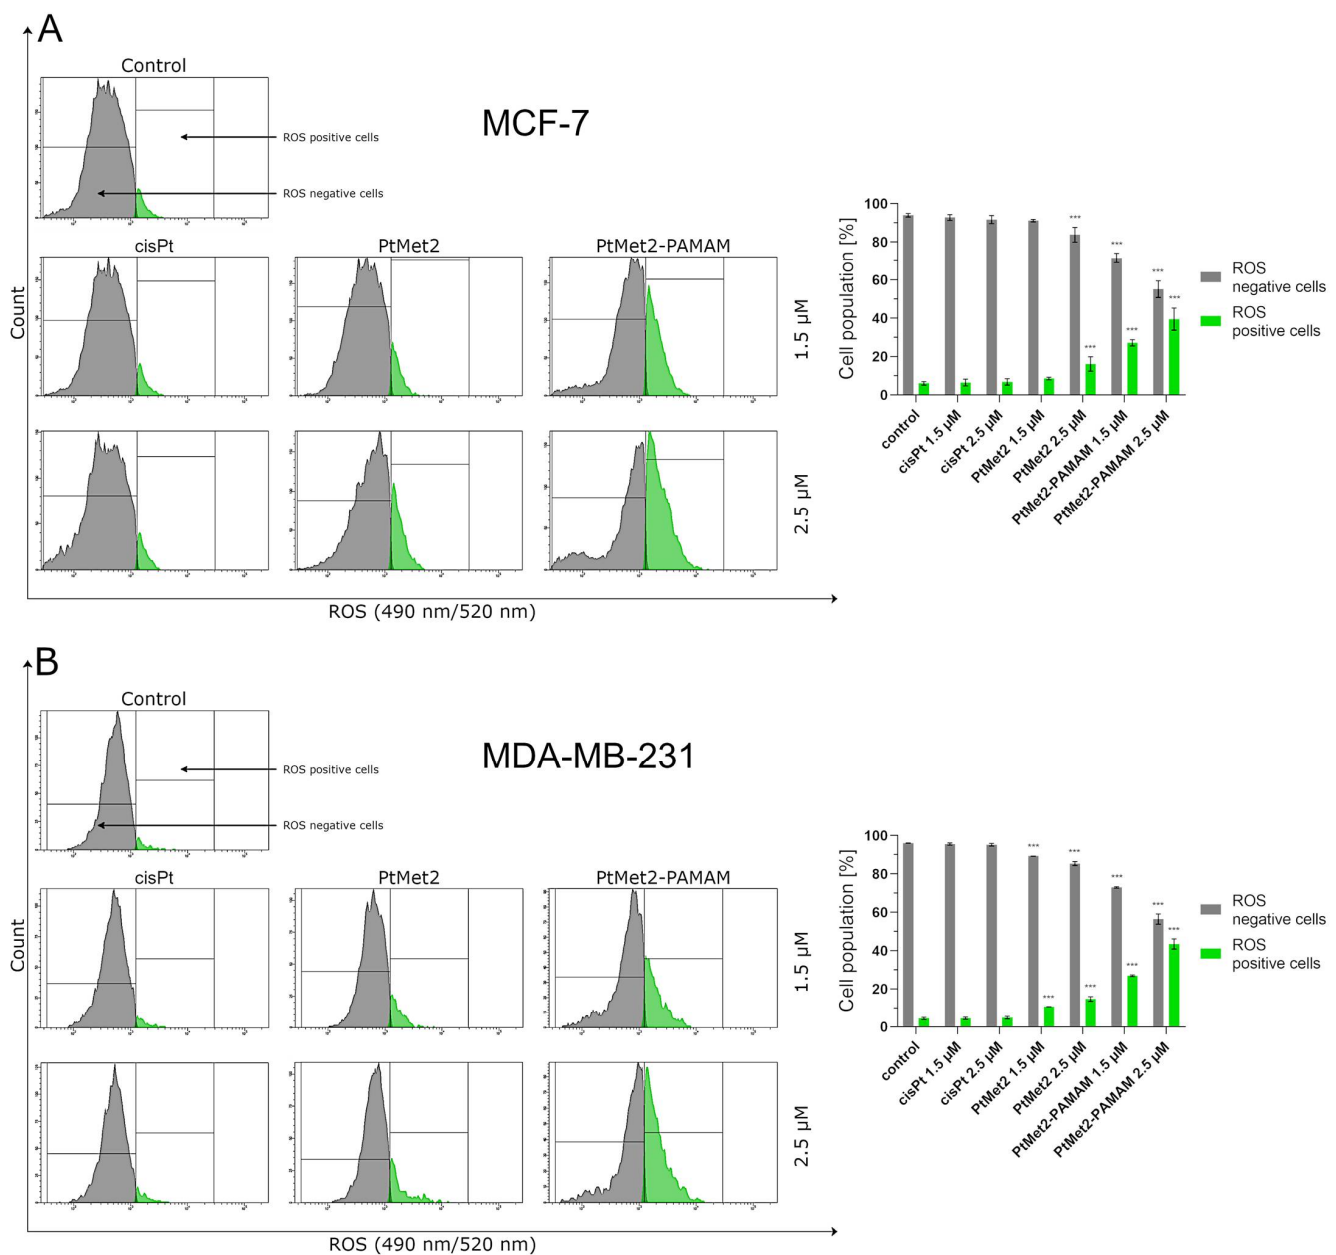 A
Control
MCF-7
ROS positive cells
ROS negative cells
cisPt
PtMet2
PtMet2-PAMAM
Count
1.5 μM
2.5 μM
ROS (490 nm/520 nm)
Cell population [%]
100
80
60
40
20
0
***
***
***
***
***
***
control
cisPt 1.5 μM
cisPt 2.5 μM
PtMet2 1.5 μM
PtMet2 2.5 μM
PtMet2-PAMAM 1.5 μM
PtMet2-PAMAM 2.5 μM
ROS
negative cells
ROS
positive cells
B
Control
MDA-MB-231
ROS positive cells
ROS negative cells
cisPt
PtMet2
PtMet2-PAMAM
Count
1.5 μM
2.5 μM
ROS (490 nm/520 nm)
Cell population [%]
100
80
60
40
20
0
***
***
***
***
***
***
***
***
control
cisPt 1.5 μM
cisPt 2.5 μM
PtMet2 1.5 μM
PtMet2 2.5 μM
PtMet2-PAMAM 1.5 μM
PtMet2-PAMAM 2.5 μM
ROS
negative cells
ROS
positive cells